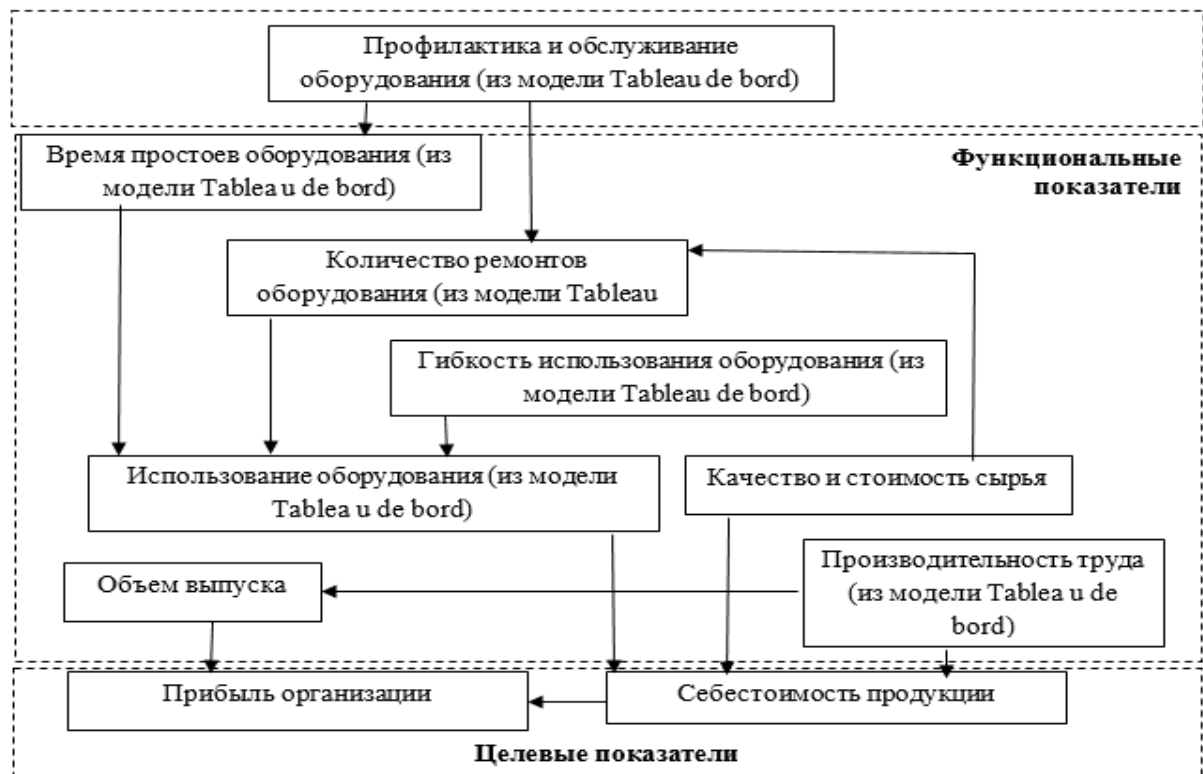 Профилактика и обслуживание
оборудования (из модели Tableau de bord)
Время простоев оборудования (из
модели Tablea u de bord)
Функциональные
показатели
Количество ремонтов
оборудования (из модели Tableau
Гибкость использования оборудования (из
модели Tableau de bord)
Использование оборудования (из модели
Tablea u de bord)
Качество и стоимость сырья
Производительность труда
(из модели Tablea u de
bord)
Объем выпуска
Прибыль организации
Себестоимость продукции
Целевые показатели